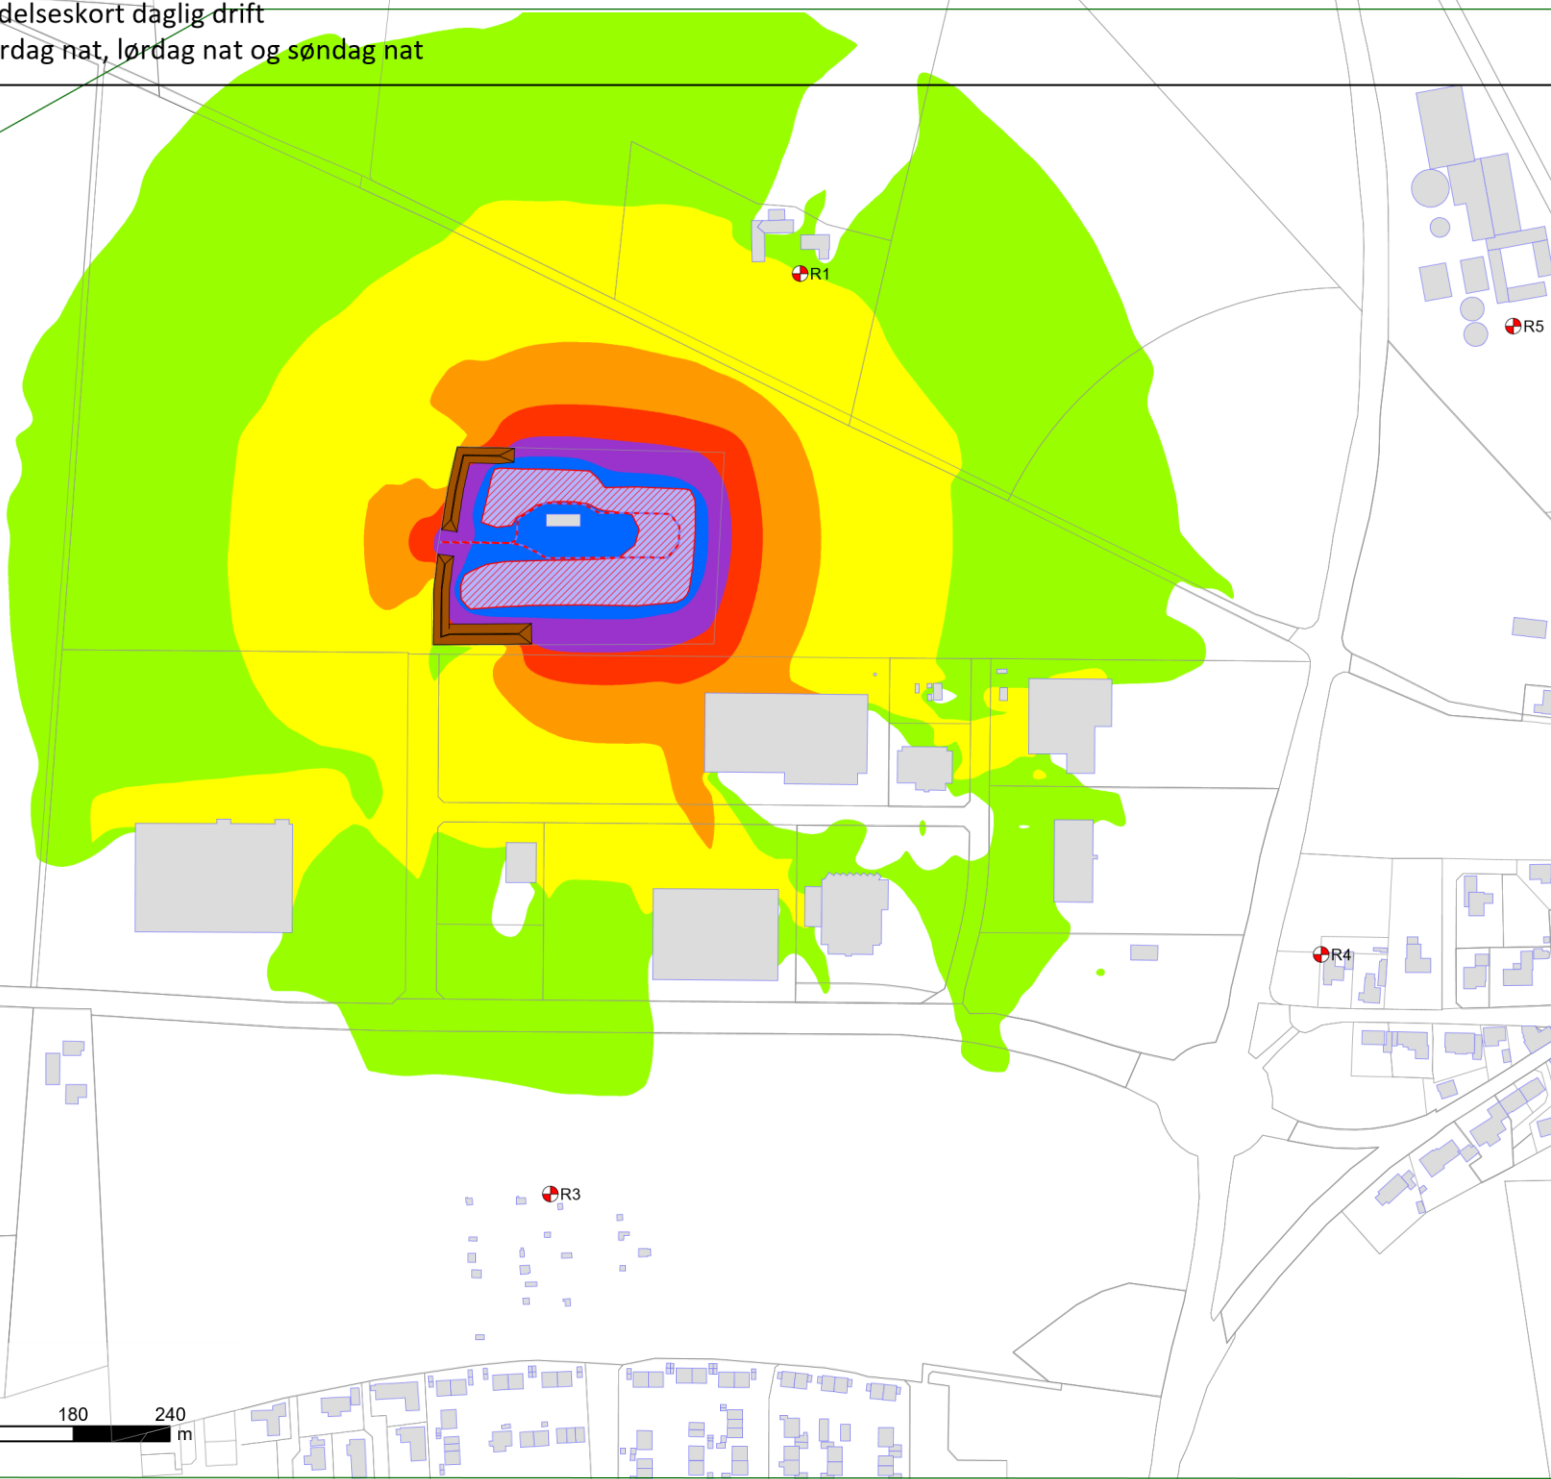 delseskort daglig drift
rdag nat, lørdag nat og søndag nat
R1
R5
R4
R3
180 240
m